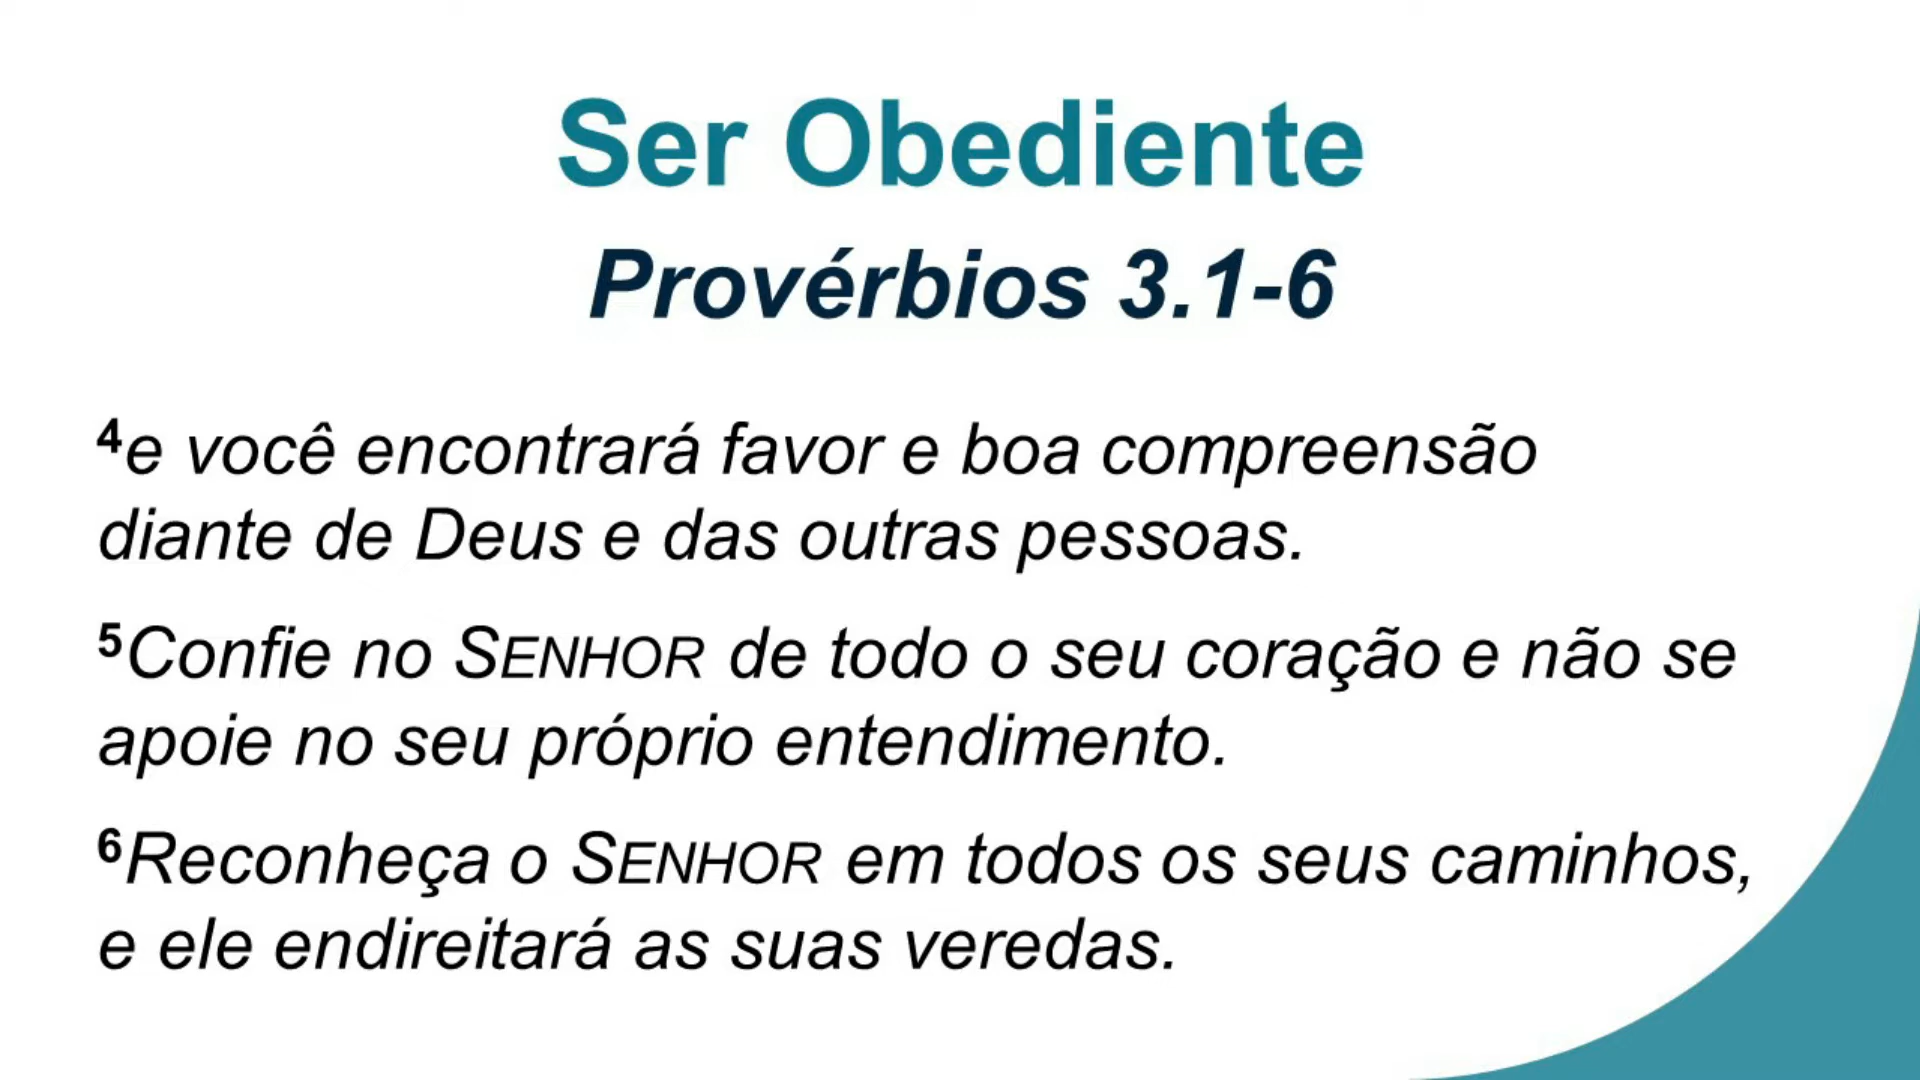 Ser Obediente
Provérbios 3.1-6
4e você encontrará favor e boa compreensão
diante de Deus e das outras pessoas.
5Confie no SENHOR de todo o seu coração e não se
apoie no seu próprio entendimento.
6Reconheça o SENHOR em todos os seus caminhos,
e ele endireitará as suas veredas.